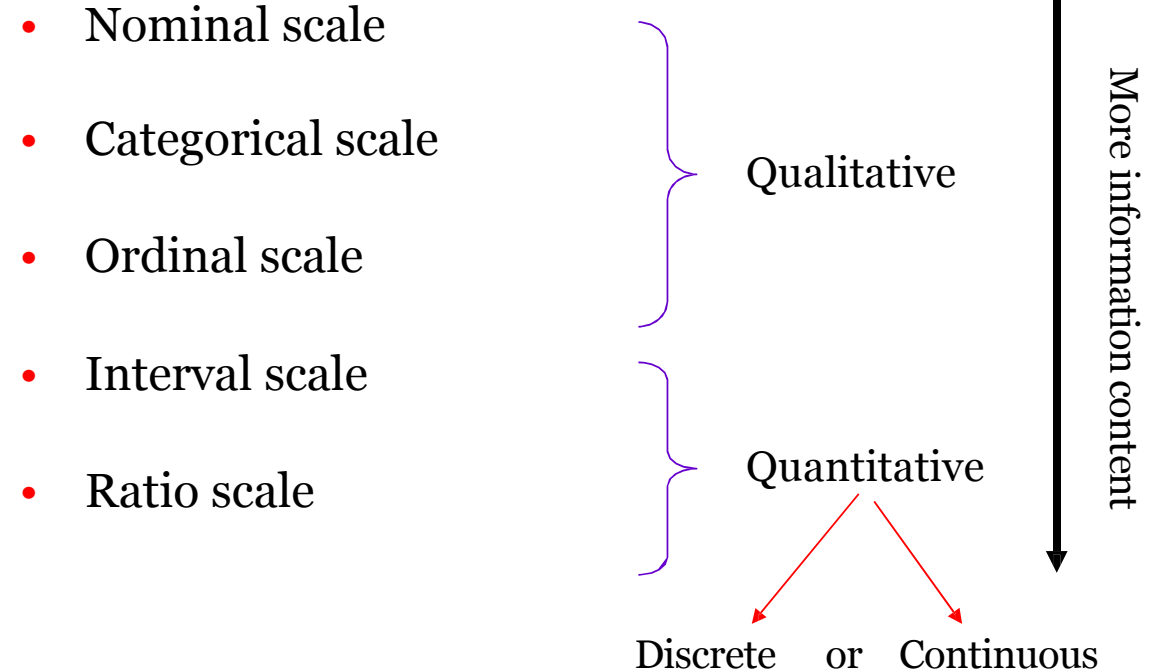 • Nominal scale
• Categorical scale
• Ordinal scale
• Interval scale
• Ratio scale
Qualitative
Quantitative
Discrete or Continuous
More information content